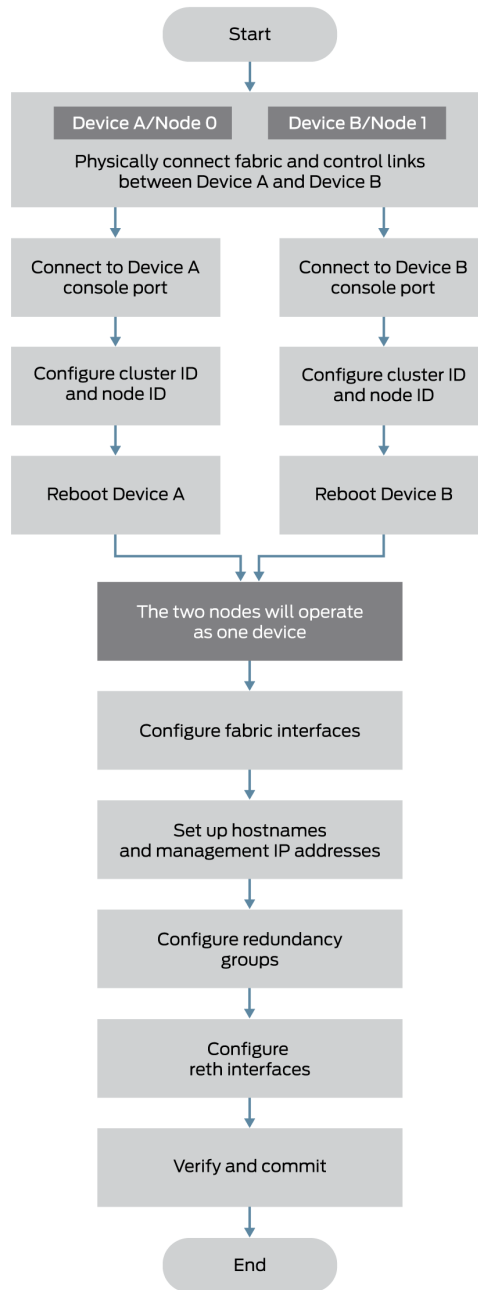 Start
Device A/Node 0
Device B/Node 1
Physically connect fabric and control links
between Device A and Device B
Connect to Device A
console port
Connect to Device B
console port
Configure cluster ID
and node ID
Configure cluster ID
and node ID
Reboot Device A
Reboot Device B
The two nodes will operate
as one device
Configure fabric interfaces
Set up hostnames
and management IP addresses
Configure redundancy
groups
Configure
reth interfaces
Verify and commit
End